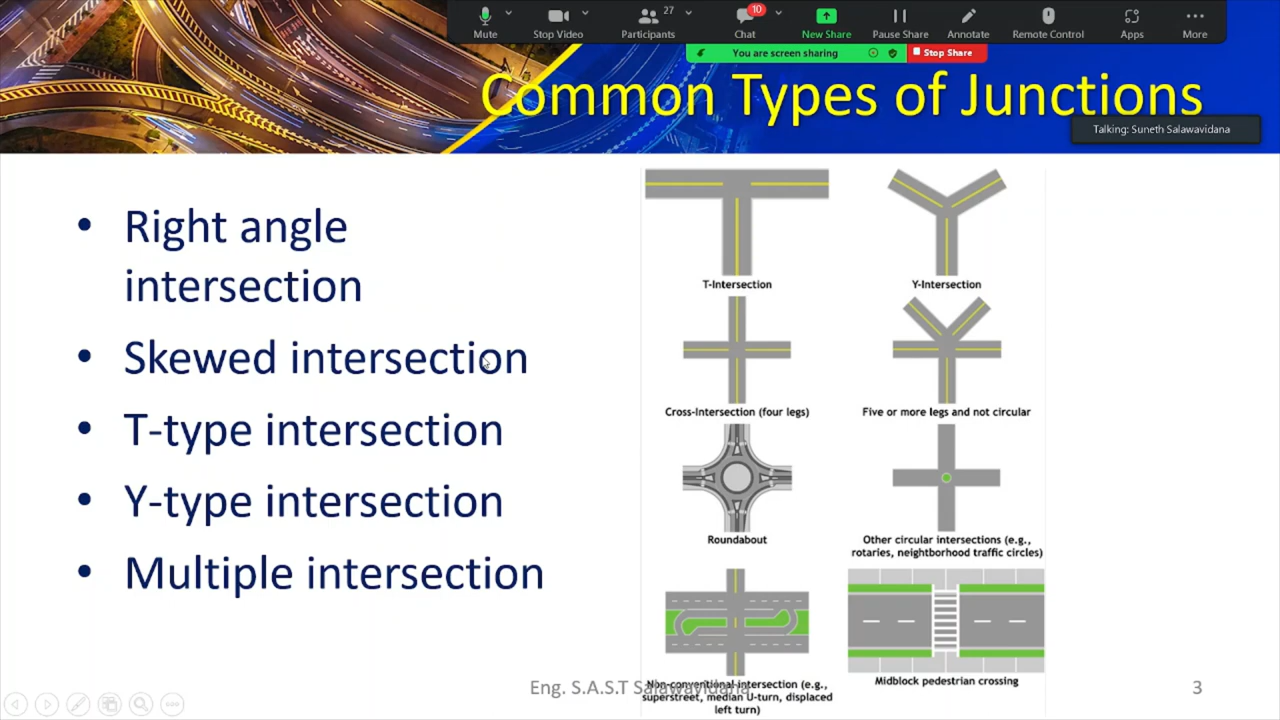 Mute
Stop Video
27
Participants
10
Chat
New Share
Pause Share
Annotate
Remote Control
Apps
More
You are screen sharing
Stop Share
Common Types of Junctions
Talking: Suneth Salawavidana
• Right angle
intersection
• Skewed intersection
• T-type intersection
• Y-type intersection
• Multiple intersection
T-Intersection
Y-Intersection
Cross-Intersection (four legs)
Five or more legs and not circular
Roundabout
Other circular intersections (e.g.,
rotaries, neighborhood traffic circles)
Non-conventional intersection (e.g.,
superstreet, median U-turn, displaced
left turn)
Midblock pedestrian crossing
Eng. S.A.S.T Salawavidana
3